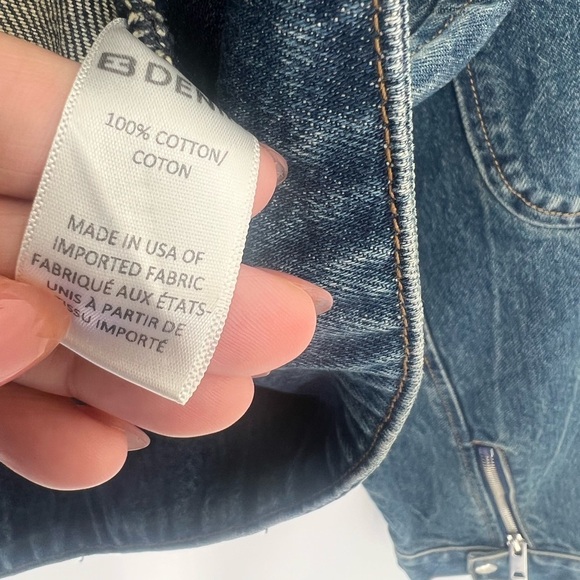 100% COTTON/
COTON
MADE IN USA OF
IMPORTED FABRIC
FABRIQUÉ AUX ÉTATS-
UNIS À PARTIR DE
IMPORTÉ